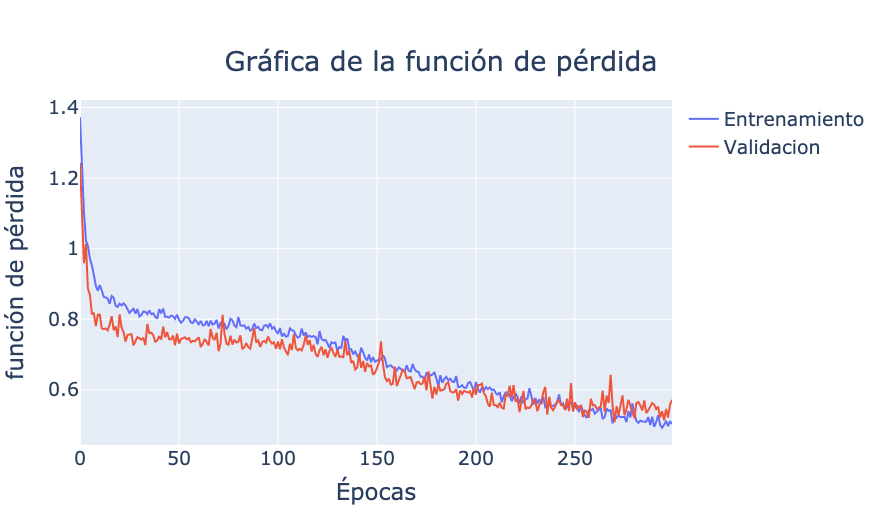 Gráfica de la función de pérdida
función de pérdida
1.4
1.2
1
0.8
0.6
0
50
100
150
200
250
Épocas
Entrenamiento
Validacion